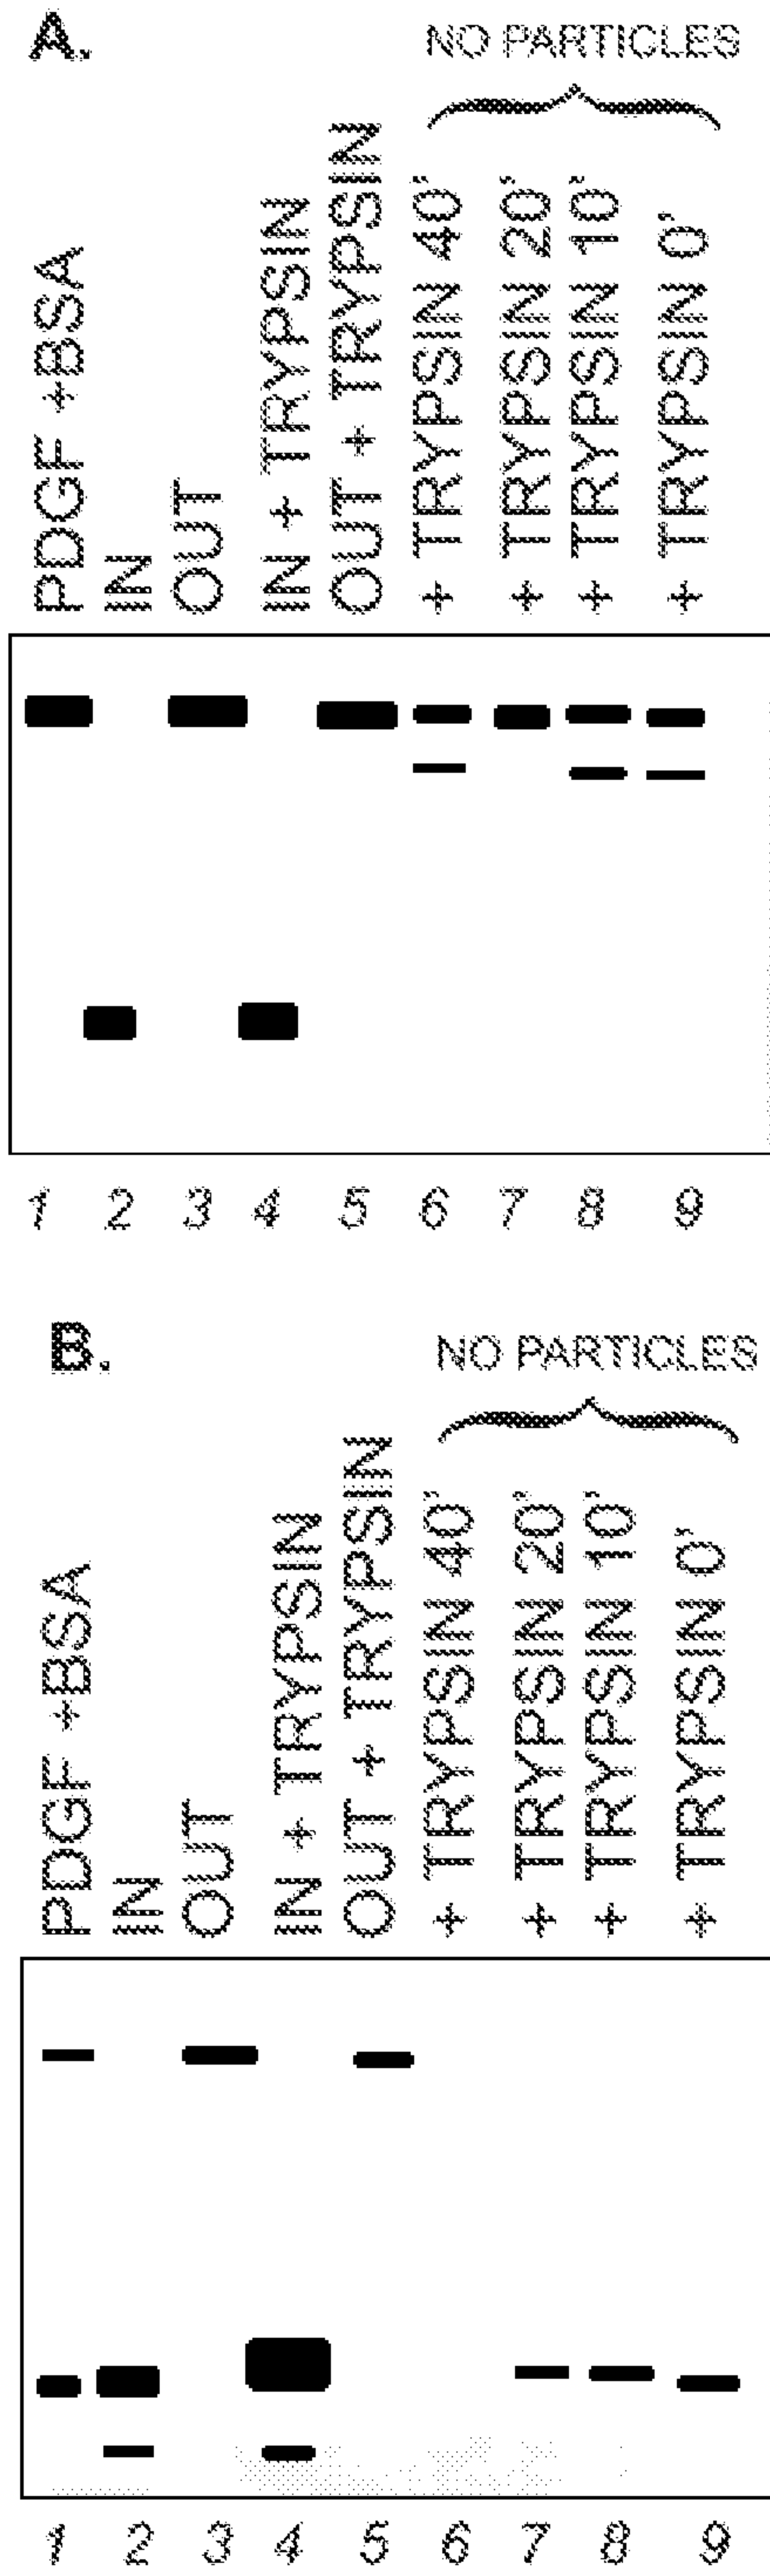 A.
NO PARTICLES
PDGF +BSA
IN
OUT
IN + TRYPSIN
OUT + TRYPSIN
+ TRYPSIN 40'
+ TRYPSIN 20'
+ TRYPSIN 10'
+ TRYPSIN 0'
1 2 3 4 5 6 7 8 9
B.
NO PARTICLES
PDGF +BSA
IN
OUT
IN + TRYPSIN
OUT + TRYPSIN
+ TRYPSIN 40'
+ TRYPSIN 20'
+ TRYPSIN 10'
+ TRYPSIN 0'
1 2 3 4 5 6 7 8 9